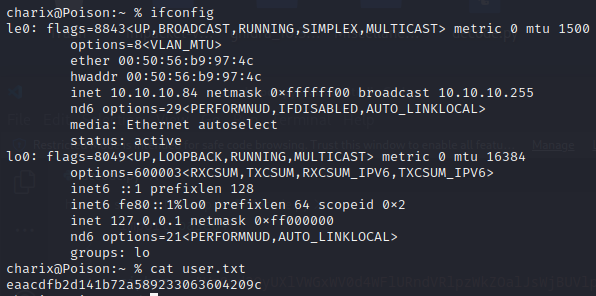 charix@Poison:~ % ifconfig
le0: flags=8843<UP,BROADCAST,RUNNING,SIMPLEX,MULTICAST> metric 0 mtu 1500
options=8<VLAN_MTU>
ether 00:50:56:b9:97:4c
hwaddr 00:50:56:b9:97:4c
inet 10.10.10.84 netmask 0xffffff00 broadcast 10.10.10.255
nd6 options=29<PERFORMNUD,IFDISABLED,AUTO_LINKLOCAL>
media: Ethernet autoselect
status: active
lo0: flags=8049<UP,LOOPBACK,RUNNING,MULTICAST> metric 0 mtu 16384
options=600003<RXCSUM,TXCSUM,RXCSUM_IPV6,TXCSUM_IPV6>
inet6 ::1 prefixlen 128
inet6 fe80::1%lo0 prefixlen 64 scopeid 0x2
inet 127.0.0.1 netmask 0xff000000
nd6 options=21<PERFORMNUD,AUTO_LINKLOCAL>
groups: lo
charix@Poison:~ % cat user.txt
eaacdfb2d141b72a589233063604209c